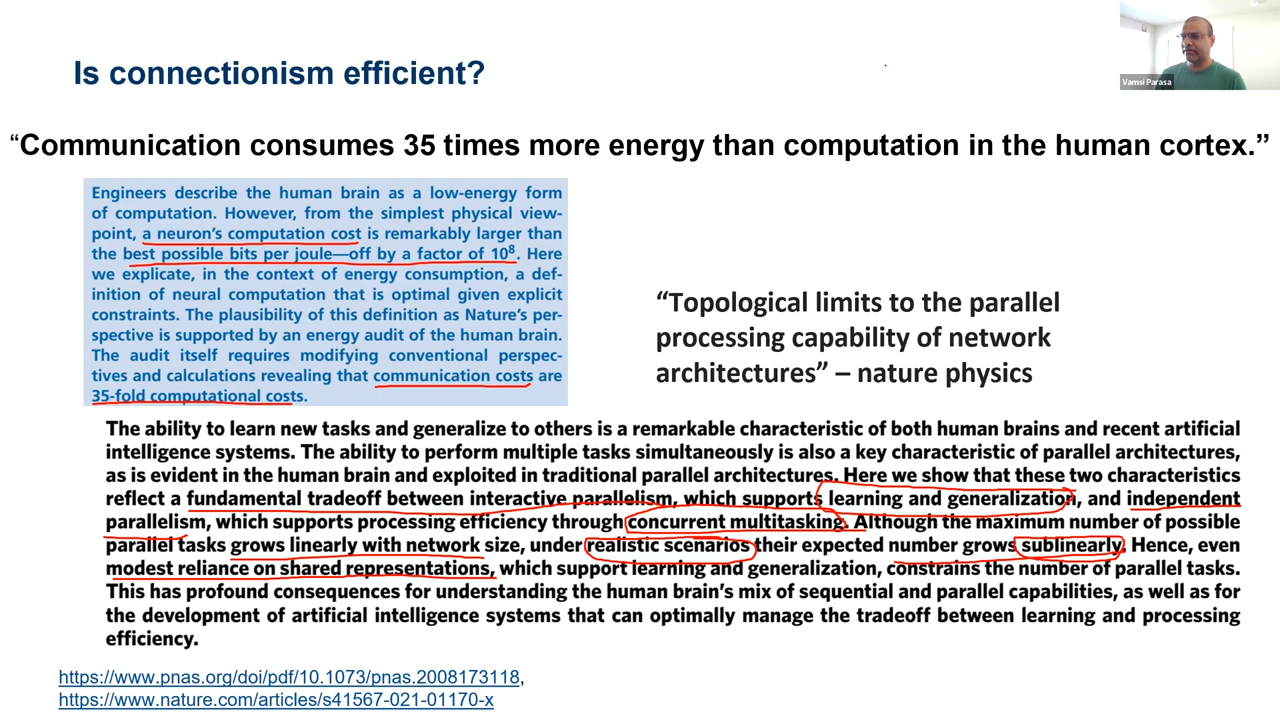 Is connectionism efficient?
Vamsi Parasa
“Communication consumes 35 times more energy than computation in the human cortex.”
Engineers describe the human brain as a low-energy form
of computation. However, from the simplest physical view-
point, a neuron’s computation cost is remarkably larger than
the best possible bits per joule—off by a factor of 10⁸. Here
we explicate, in the context of energy consumption, a def-
inition of neural computation that is optimal given explicit
constraints. The plausibility of this definition as Nature’s per-
spective is supported by an energy audit of the human brain.
The audit itself requires modifying conventional perspec-
tives and calculations revealing that communication costs are
35-fold computational costs.
“Topological limits to the parallel
processing capability of network
architectures” – nature physics
The ability to learn new tasks and generalize to others is a remarkable characteristic of both human brains and recent artificial
intelligence systems. The ability to perform multiple tasks simultaneously is also a key characteristic of parallel architectures,
as is evident in the human brain and exploited in traditional parallel architectures. Here we show that these two characteristics
reflect a fundamental tradeoff between interactive parallelism, which supports learning and generalization, and independent
parallelism, which supports processing efficiency through concurrent multitasking. Although the maximum number of possible
parallel tasks grows linearly with network size, under realistic scenarios their expected number grows sublinearly. Hence, even
modest reliance on shared representations, which support learning and generalization, constrains the number of parallel tasks.
This has profound consequences for understanding the human brain’s mix of sequential and parallel capabilities, as well as for
the development of artificial intelligence systems that can optimally manage the tradeoff between learning and processing
efficiency.
https://www.pnas.org/doi/pdf/10.1073/pnas.2008173118,
https://www.nature.com/articles/s41567-021-01170-x